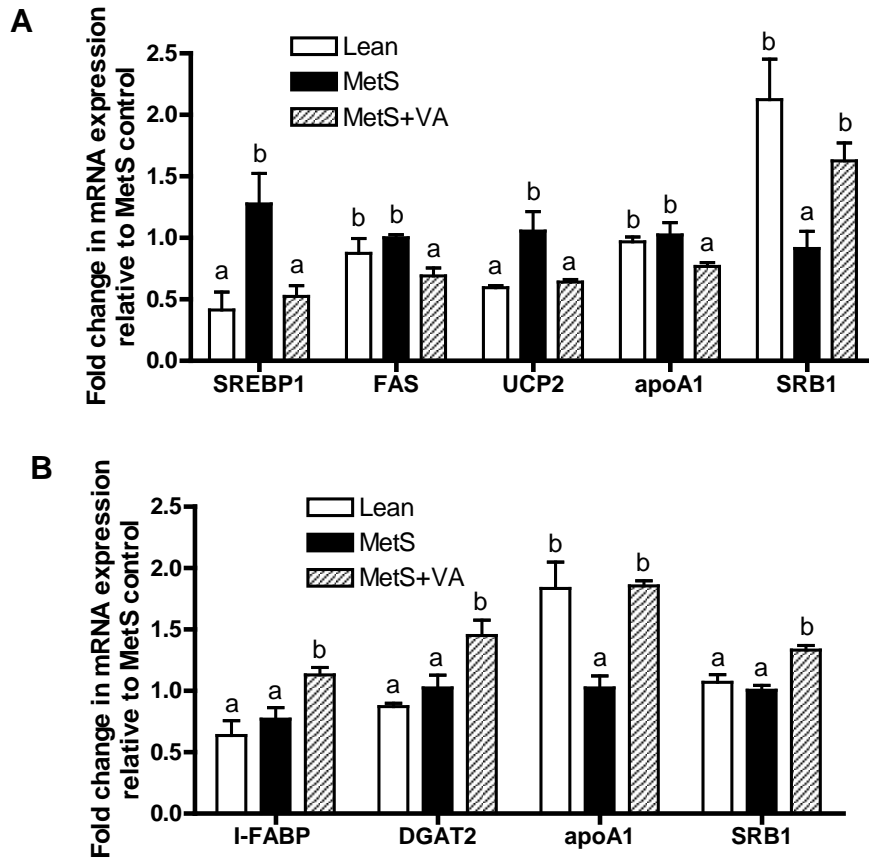 A
Fold change in mRNA expression
relative to MetS control
2.5
2.0
1.5
1.0
0.5
0.0
Lean
MetS
MetS+VA
a b a
b b a
a b a
b b a
b a b
SREBP1 FAS UCP2 apoA1 SRB1
B
Fold change in mRNA expression
relative to MetS control
2.5
2.0
1.5
1.0
0.5
0.0
Lean
MetS
MetS+VA
a a b
a a b
b a b
a a b
I-FABP DGAT2 apoA1 SRB1